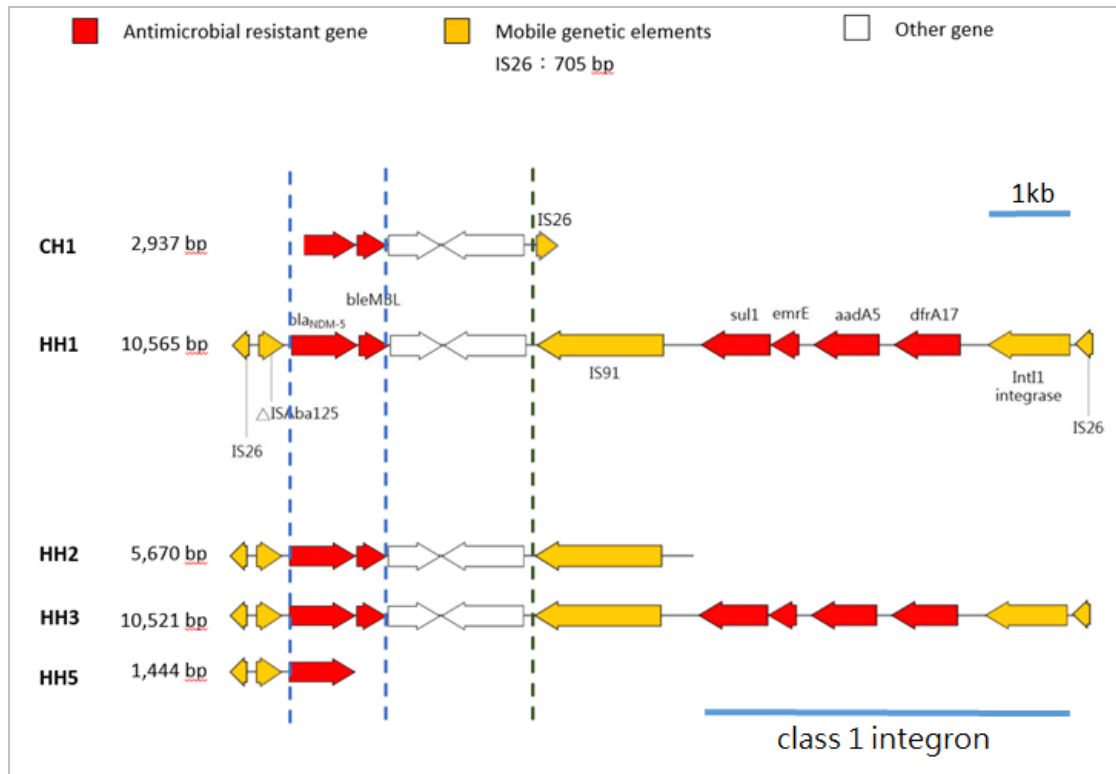 Antimicrobial resistant gene
Mobile genetic elements
Other gene
IS26：705 bp
1kb
IS26
CH1 2,937 bp
bleMBL
blaNDM-5
sul1 emrE aadA5 dfrA17
HH1 10,565 bp
IS91
IntI1
integrase
△ISAba125
IS26
IS26
HH2 5,670 bp
HH3 10,521 bp
HH5 1,444 bp
class 1 integron